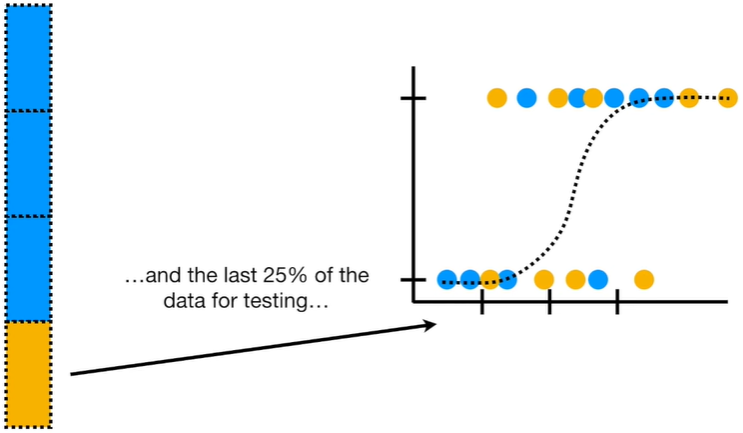 …and the last 25% of the
data for testing…